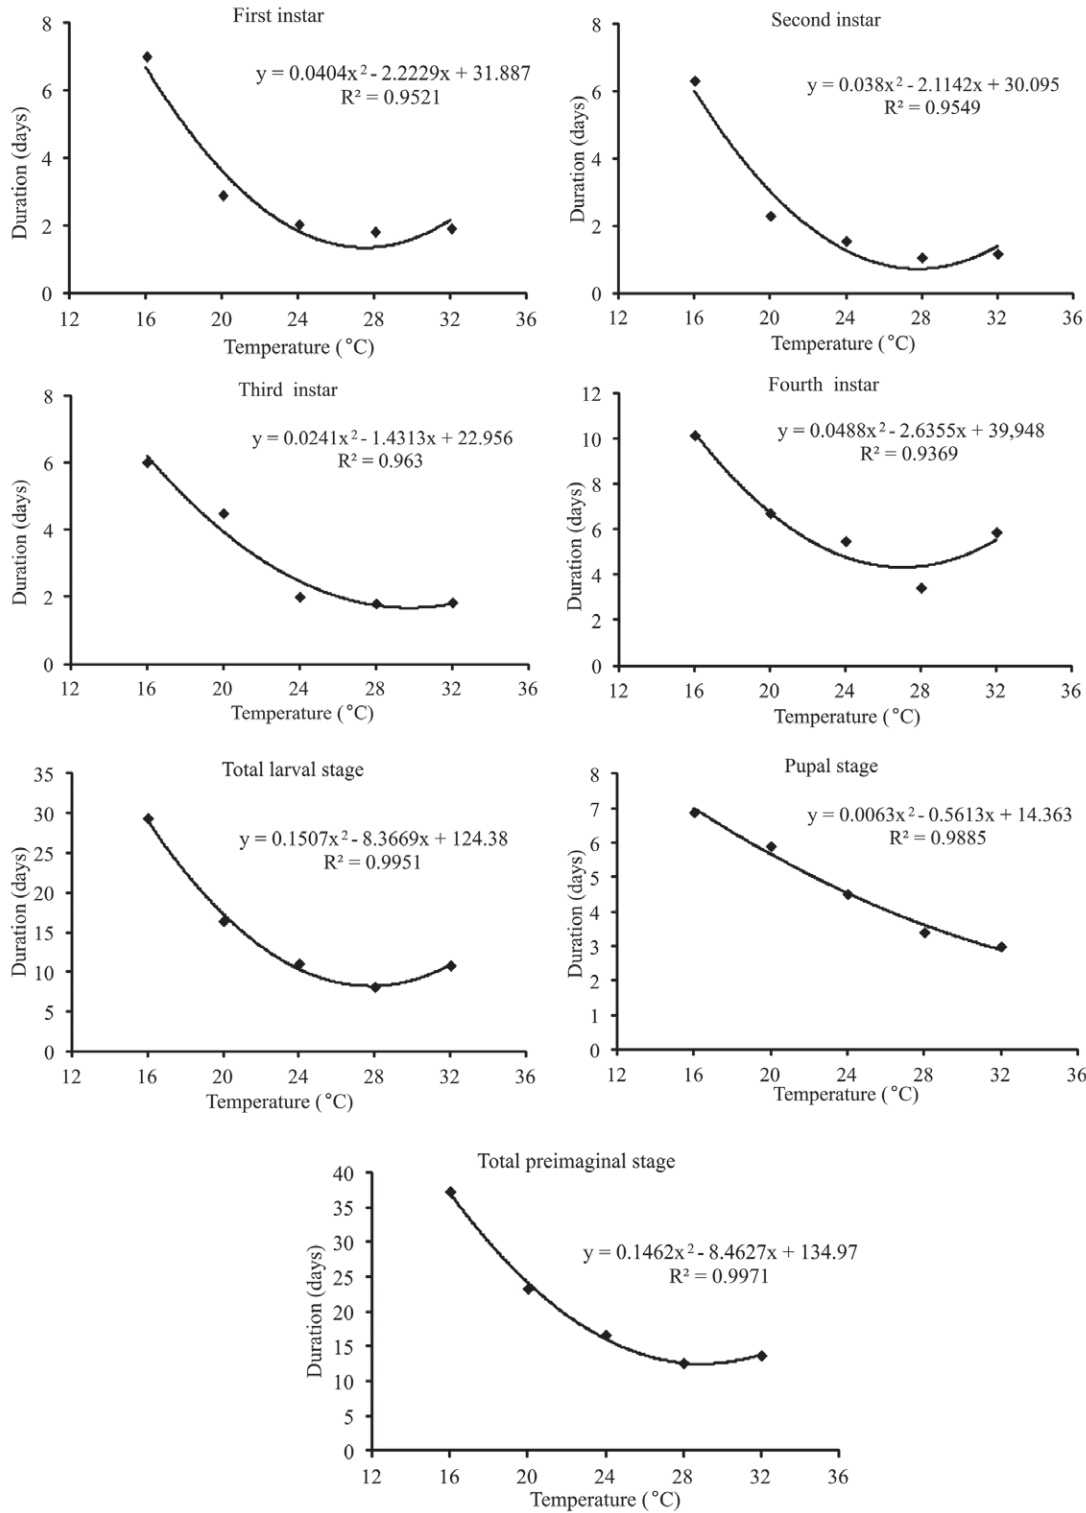 First instar
y = 0.0404x² - 2.2229x + 31.887
R² = 0.9521
Duration (days)
8
6
4
2
0
12 16 20 24 28 32 36
Temperature (°C)
Second instar
y = 0.038x² - 2.1142x + 30.095
R² = 0.9549
Duration (days)
8
6
4
2
0
12 16 20 24 28 32 36
Temperature (°C)
Third instar
y = 0.0241x² - 1.4313x + 22.956
R² = 0.963
Duration (days)
8
6
4
2
0
12 16 20 24 28 32 36
Temperature (°C)
Fourth instar
y = 0.0488x² - 2.6355x + 39,948
R² = 0.9369
Duration (days)
12
10
8
6
4
2
0
12 16 20 24 28 32 36
Temperature (°C)
Total larval stage
y = 0.1507x² - 8.3669x + 124.38
R² = 0.9951
Duration (days)
35
30
25
20
15
10
5
0
12 16 20 24 28 32 36
Temperature (°C)
Pupal stage
y = 0.0063x² - 0.5613x + 14.363
R² = 0.9885
Duration (days)
8
7
6
5
4
3
2
1
0
12 16 20 24 28 32 36
Temperature (°C)
Total preimaginal stage
y = 0.1462x² - 8.4627x + 134.97
R² = 0.9971
Duration (days)
40
35
30
25
20
15
10
5
0
12 16 20 24 28 32 36
Temperature (°C)